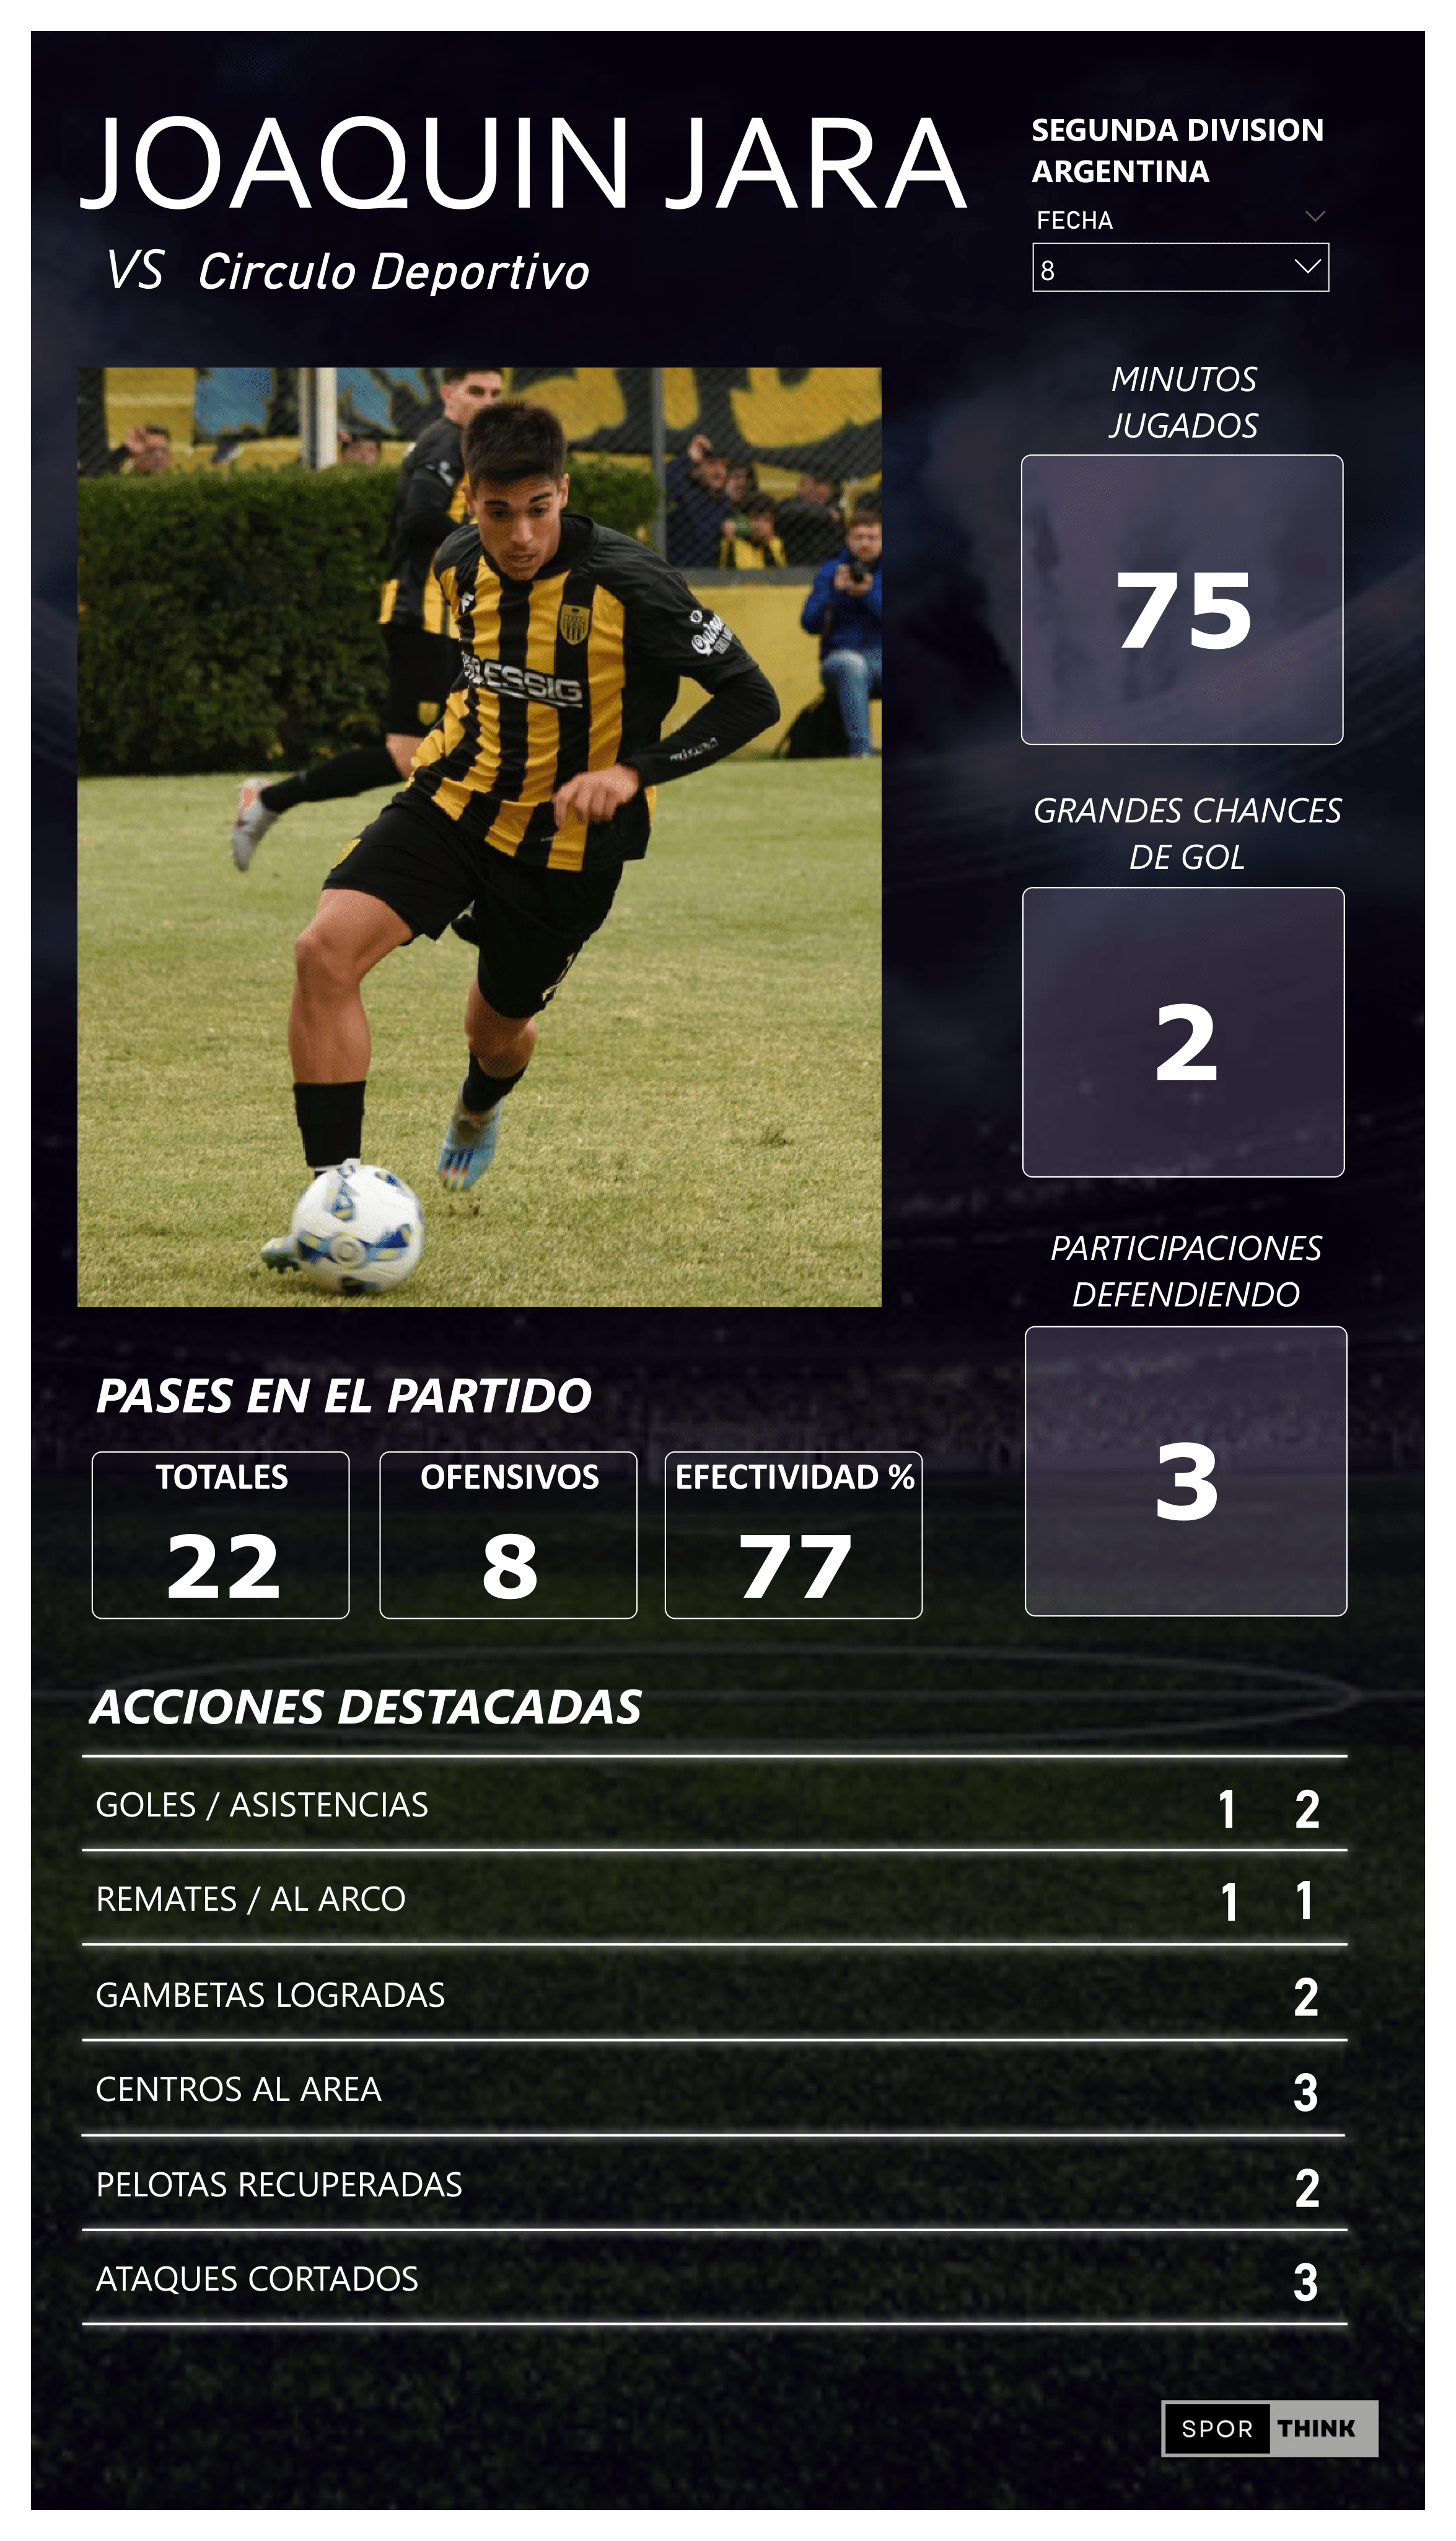 JOAQUIN JARA
VS Circulo Deportivo
SEGUNDA DIVISION
ARGENTINA
FECHA
8
MINUTOS
JUGADOS
75
GRANDES CHANCES
DE GOL
2
PARTICIPACIONES
DEFENDIENDO
3
PASES EN EL PARTIDO
TOTALES
22
OFENSIVOS
8
EFECTIVIDAD %
77
ACCIONES DESTACADAS
GOLES / ASISTENCIAS 1 2
REMATES / AL ARCO 1 1
GAMBETAS LOGRADAS 2
CENTROS AL AREA 3
PELOTAS RECUPERADAS 2
ATAQUES CORTADOS 3
SPOR THINK